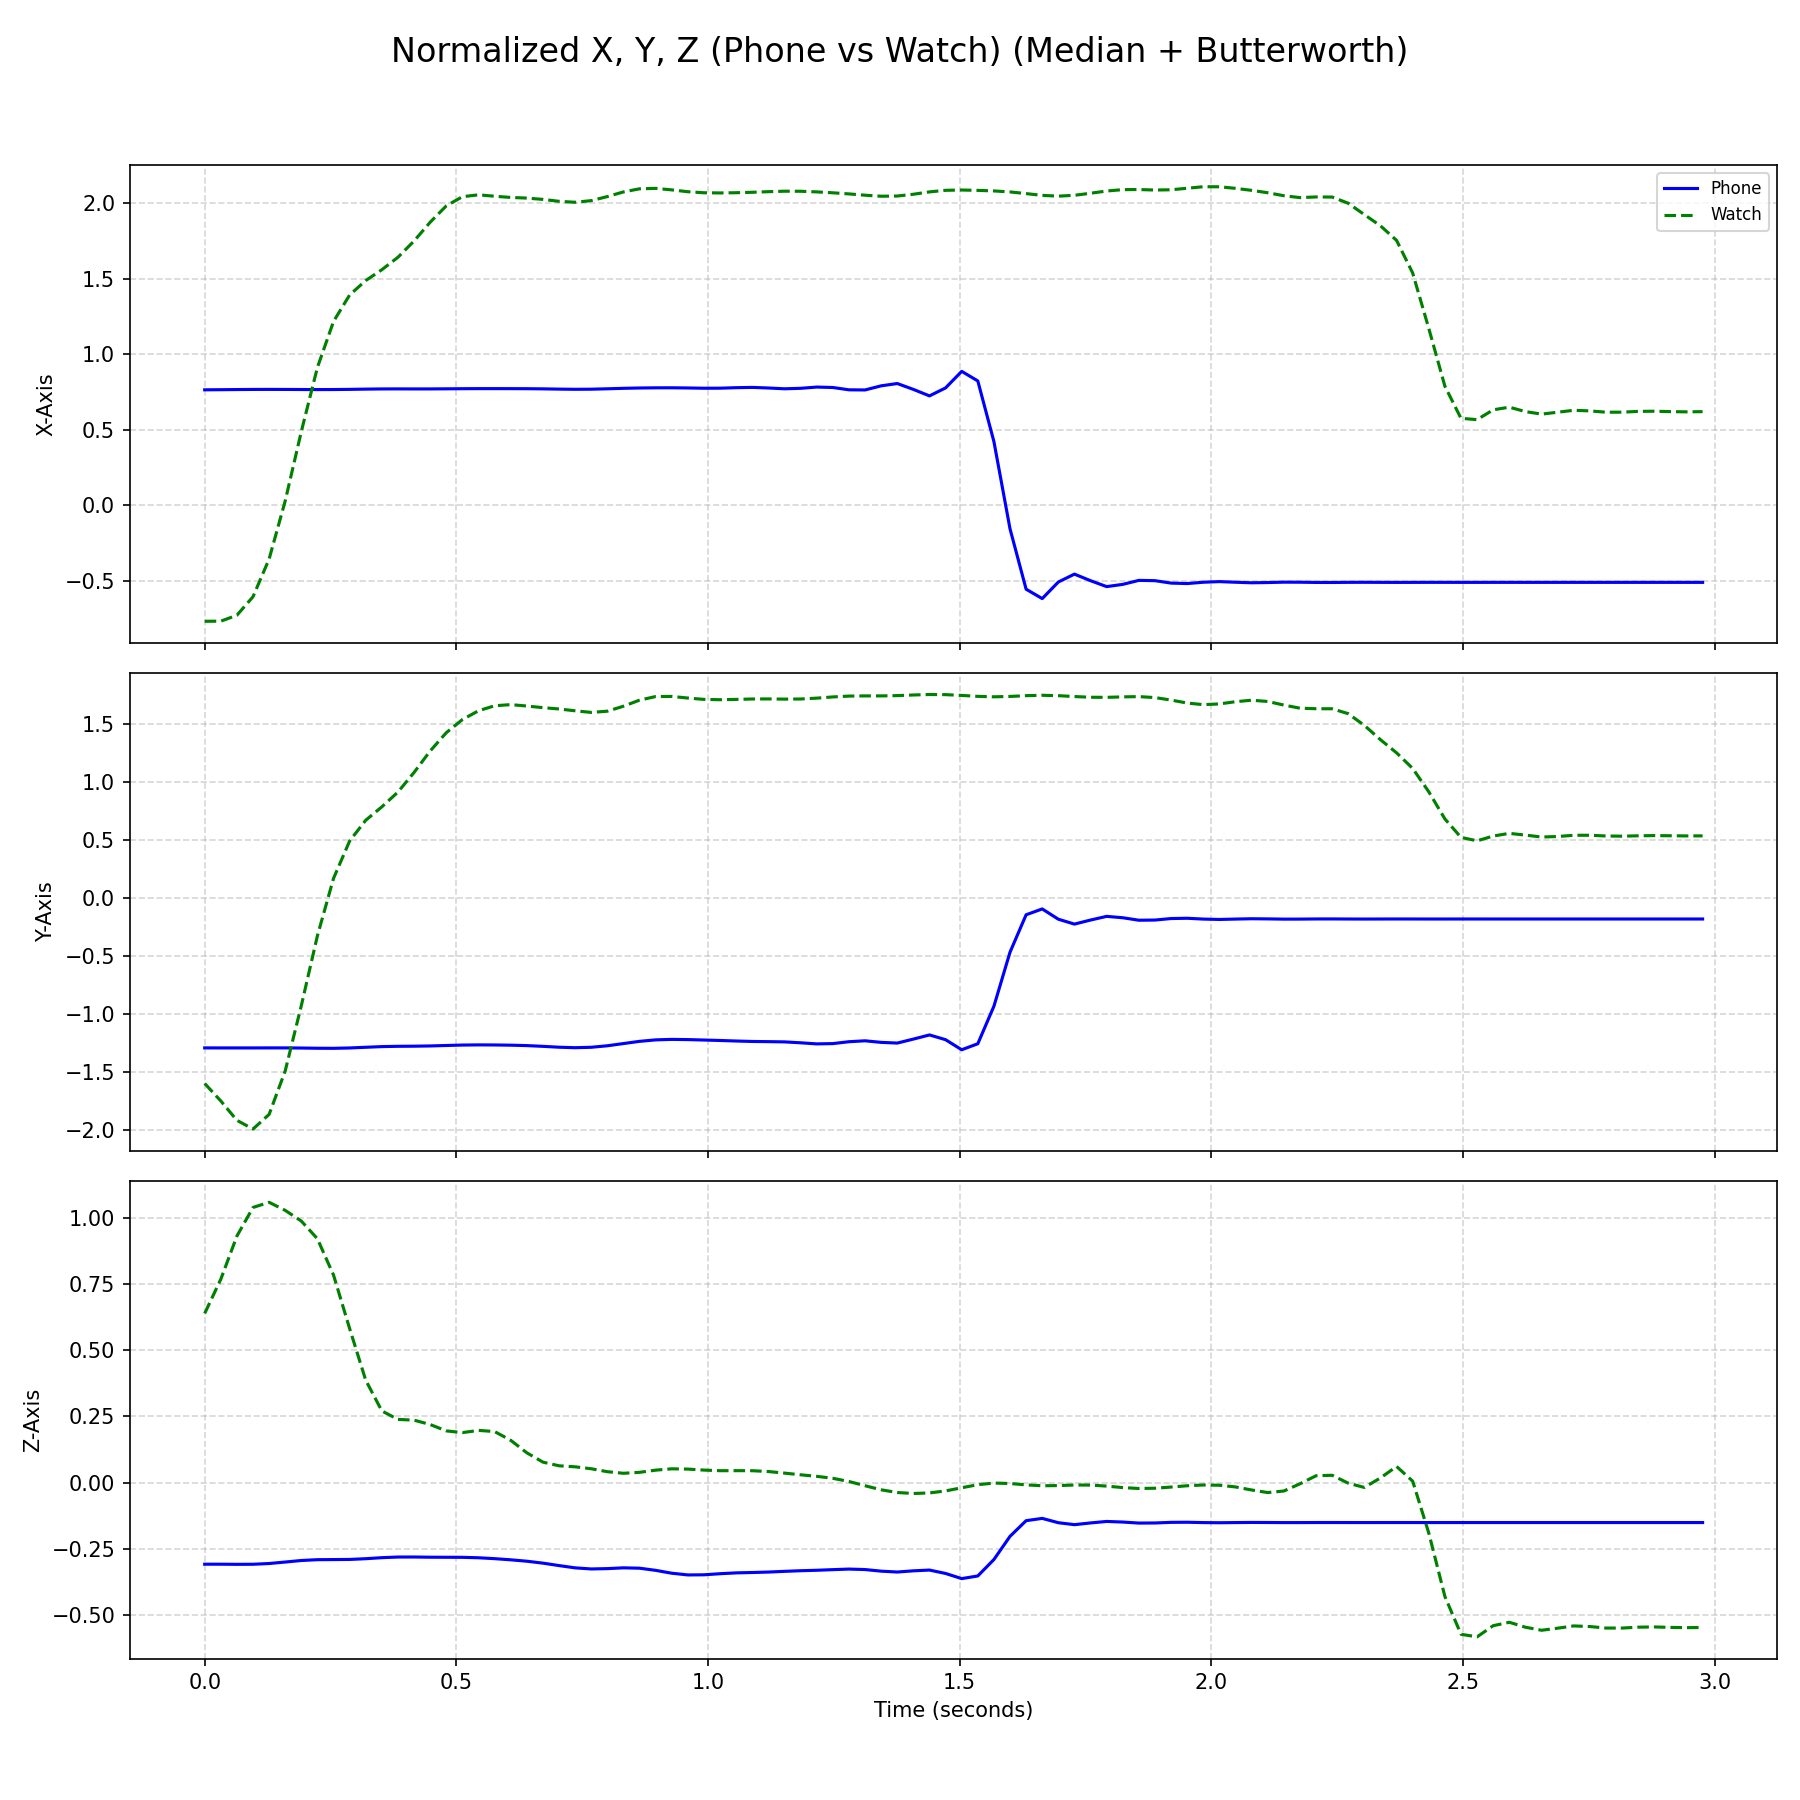 Normalized X, Y, Z (Phone vs Watch) (Median + Butterworth)
Phone
Watch
X-Axis
2.0
1.5
1.0
0.5
0.0
−0.5
Y-Axis
1.5
1.0
0.5
0.0
−0.5
−1.0
−1.5
−2.0
Z-Axis
1.00
0.75
0.50
0.25
0.00
−0.25
−0.50
0.0 0.5 1.0 1.5 2.0 2.5 3.0
Time (seconds)